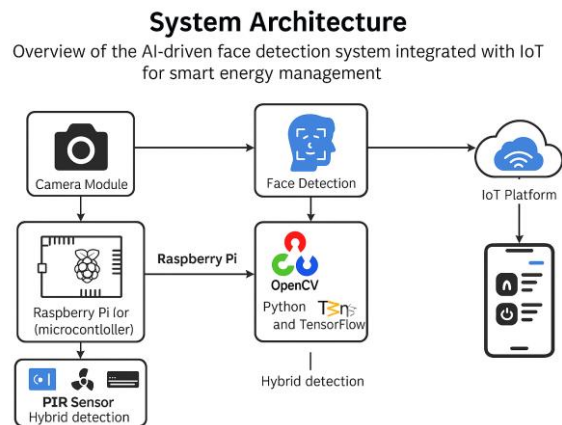 System Architecture
Overview of the AI-driven face detection system integrated with IoT
for smart energy management
Camera Module
Face Detection
IoT Platform
Raspberry Pi (or
(microcontloller)
Raspberry Pi
OpenCV
Python
and TensorFlow
Hybrid detection
PIR Sensor
Hybrid detection